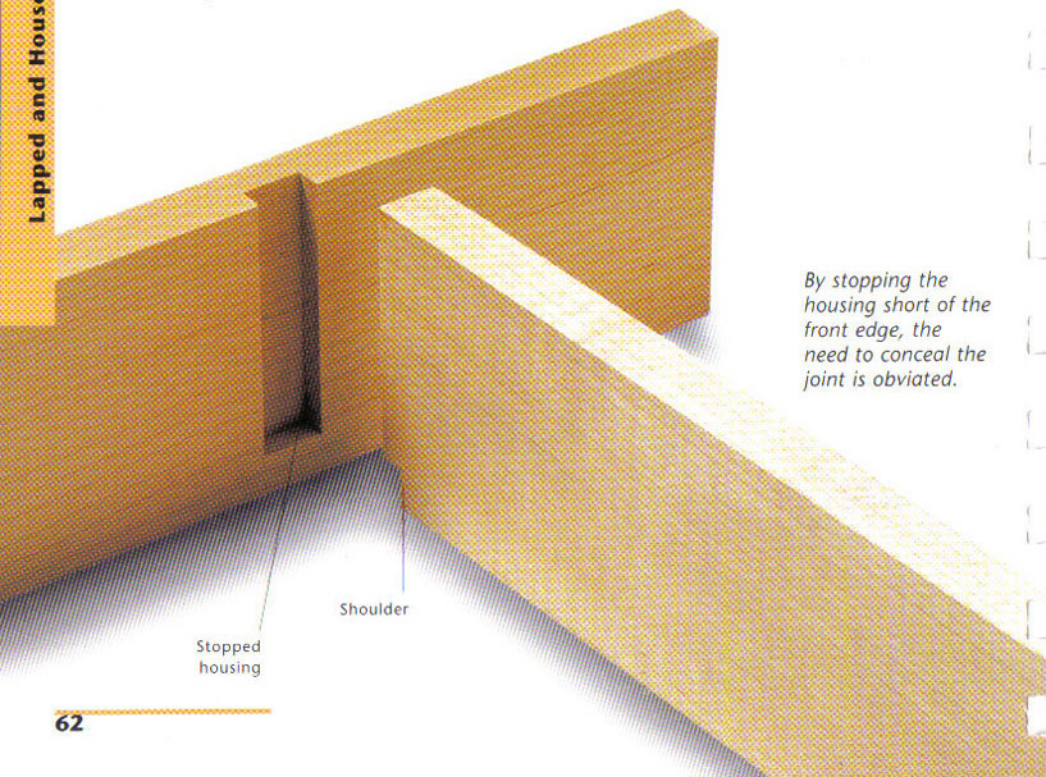 Lapped and House
By stopping the
housing short of the
front edge, the
need to conceal the
joint is obviated.
Shoulder
Stopped
housing
62